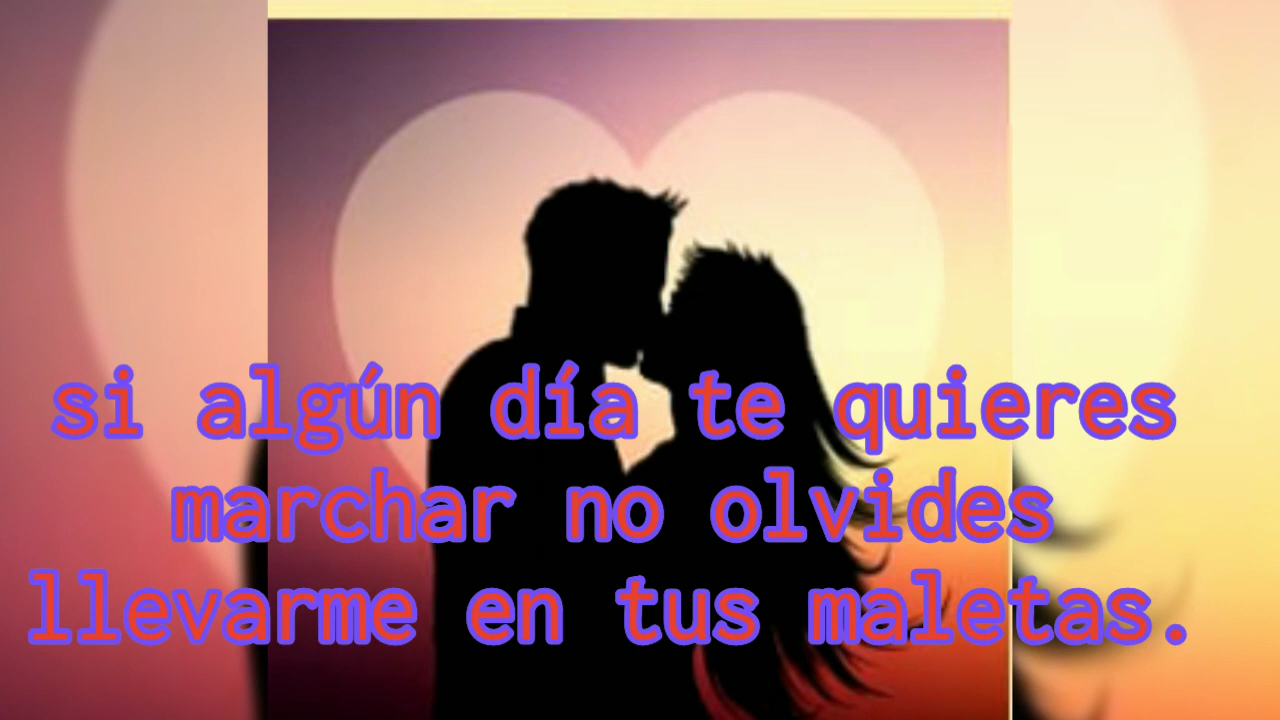 si algún día te quieres
marchar no olvides
llevarme en tus maletas.